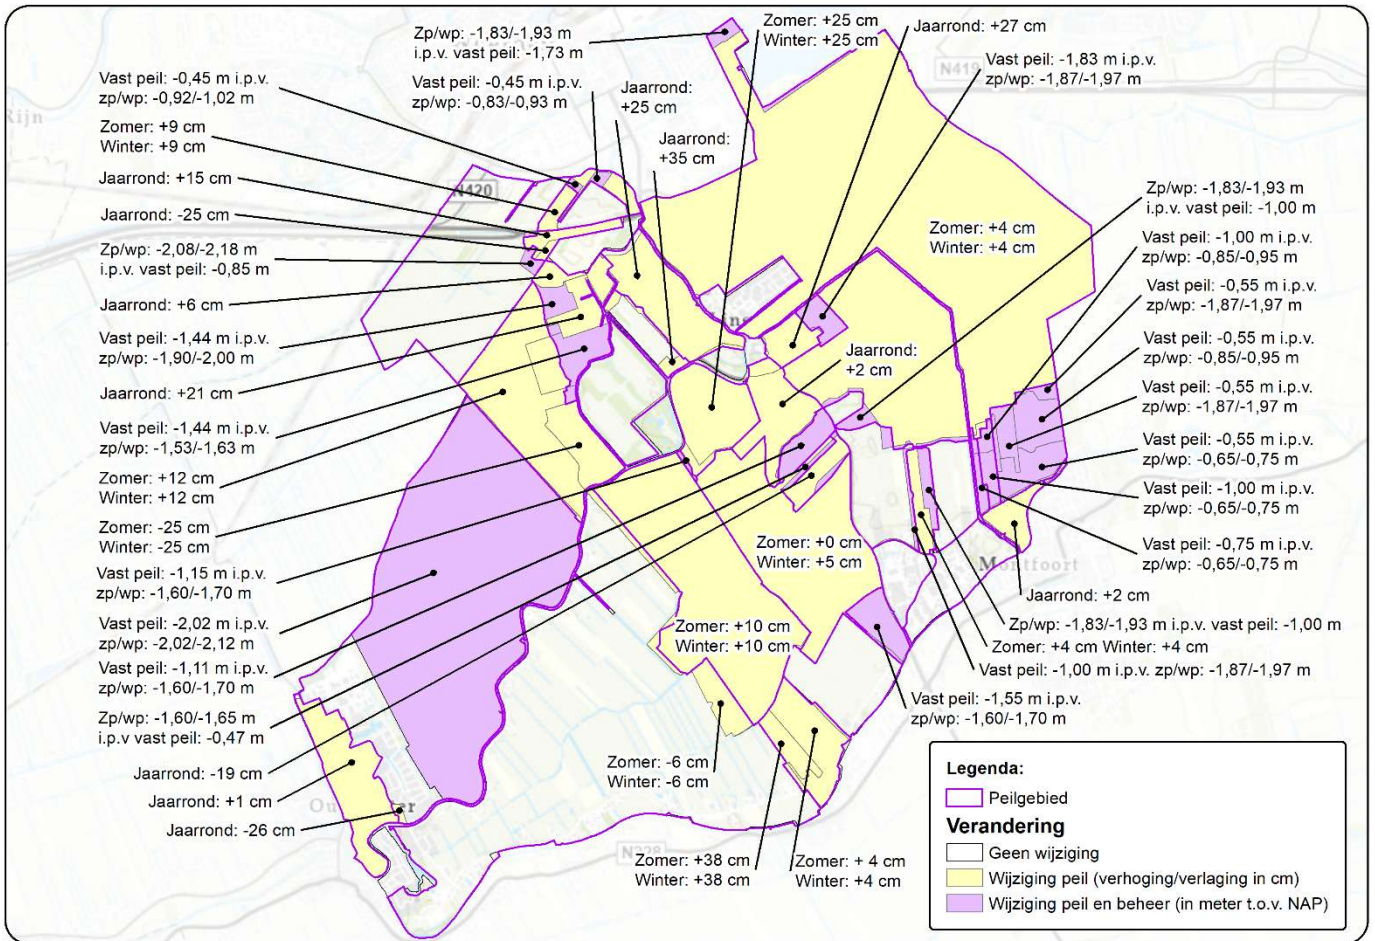 Zp/wp: -1,83/-1,93 m
i.p.v. vast peil: -1,73 m
Zomer: +25 cm
Winter: +25 cm
Jaarrond: +27 cm
Vast peil: -1,83 m i.p.v.
zp/wp: -1,87/-1,97 m
N419
Vast peil: -0,45 m i.p.v.
zp/wp: -0,92/-1,02 m
Vast peil: -0,45 m i.p.v.
zp/wp: -0,83/-0,93 m
Jaarrond:
+25 cm
Jaarrond:
+35 cm
Rijn
Zomer: +9 cm
Winter: +9 cm
Jaarrond: +15 cm
N420
Jaarrond: -25 cm
Zp/wp: -2,08/-2,18 m
i.p.v. vast peil: -0,85 m
Jaarrond: +6 cm
Vast peil: -1,44 m i.p.v.
zp/wp: -1,90/-2,00 m
Jaarrond: +21 cm
Vast peil: -1,44 m i.p.v.
zp/wp: -1,53/-1,63 m
Zomer: +12 cm
Winter: +12 cm
Zomer: -25 cm
Winter: -25 cm
Vast peil: -1,15 m i.p.v.
zp/wp: -1,60/-1,70 m
Vast peil: -2,02 m i.p.v.
zp/wp: -2,02/-2,12 m
Vast peil: -1,11 m i.p.v.
zp/wp: -1,60/-1,70 m
Zp/wp: -1,60/-1,65 m
i.p.v vast peil: -0,47 m
Jaarrond: -19 cm
Jaarrond: +1 cm
Jaarrond: -26 cm
Zomer: +4 cm
Winter: +4 cm
Jaarrond:
+2 cm
Zomer: +0 cm
Winter: +5 cm
Zomer: +10 cm
Winter: +10 cm
Zomer: -6 cm
Winter: -6 cm
Zomer: +38 cm
Winter: +38 cm
Zomer: + 4 cm
Winter: +4 cm
N228
Zp/wp: -1,83/-1,93 m
i.p.v. vast peil: -1,00 m
Vast peil: -1,00 m i.p.v.
zp/wp: -0,85/-0,95 m
Vast peil: -0,55 m i.p.v.
zp/wp: -1,87/-1,97 m
Vast peil: -0,55 m i.p.v.
zp/wp: -0,85/-0,95 m
Vast peil: -0,55 m i.p.v.
zp/wp: -1,87/-1,97 m
Vast peil: -0,55 m i.p.v.
zp/wp: -0,65/-0,75 m
Vast peil: -1,00 m i.p.v.
zp/wp: -0,65/-0,75 m
Vast peil: -0,75 m i.p.v.
zp/wp: -0,65/-0,75 m
Montfoort
Jaarrond: +2 cm
Zp/wp: -1,83/-1,93 m i.p.v. vast peil: -1,00 m
Zomer: +4 cm Winter: +4 cm
Vast peil: -1,00 m i.p.v. zp/wp: -1,87/-1,97 m
Vast peil: -1,55 m i.p.v.
zp/wp: -1,60/-1,70 m
Legenda:
Peilgebied
Verandering
Geen wijziging
Wijziging peil (verhoging/verlaging in cm)
Wijziging peil en beheer (in meter t.o.v. NAP)